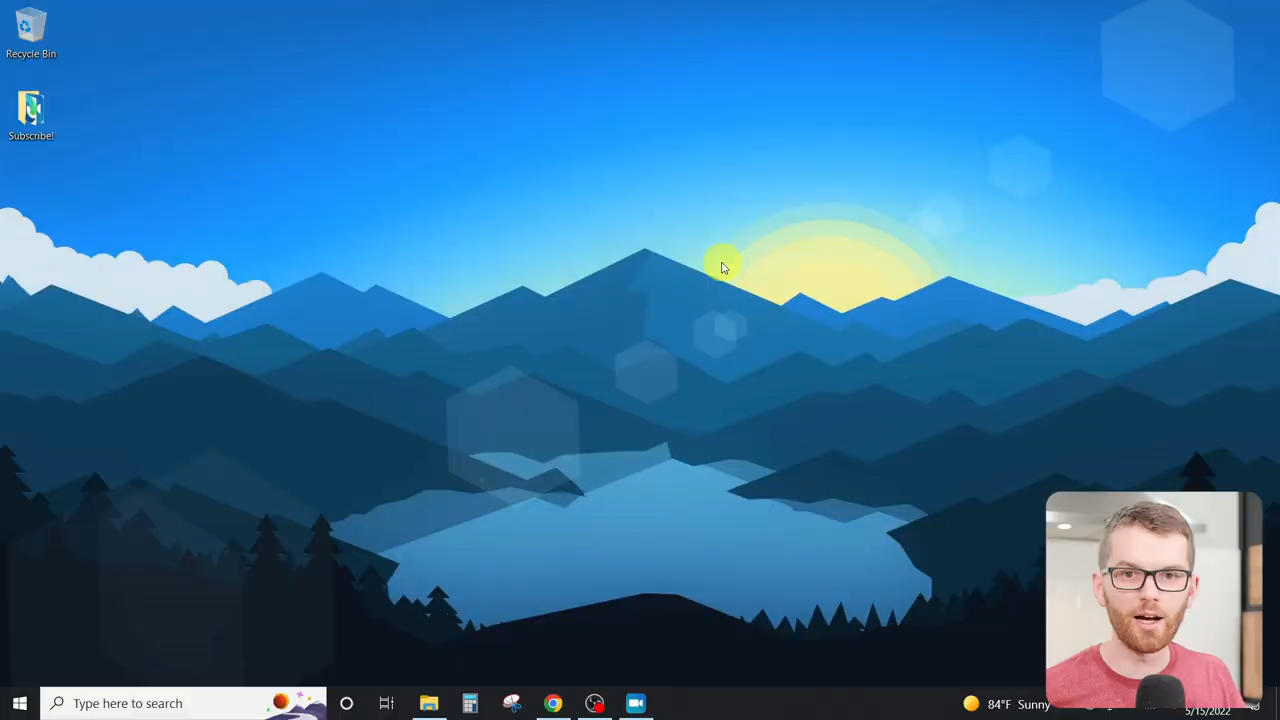 Recycle Bin
Subscribe!
Type here to search
84°F Sunny
5/15/2022